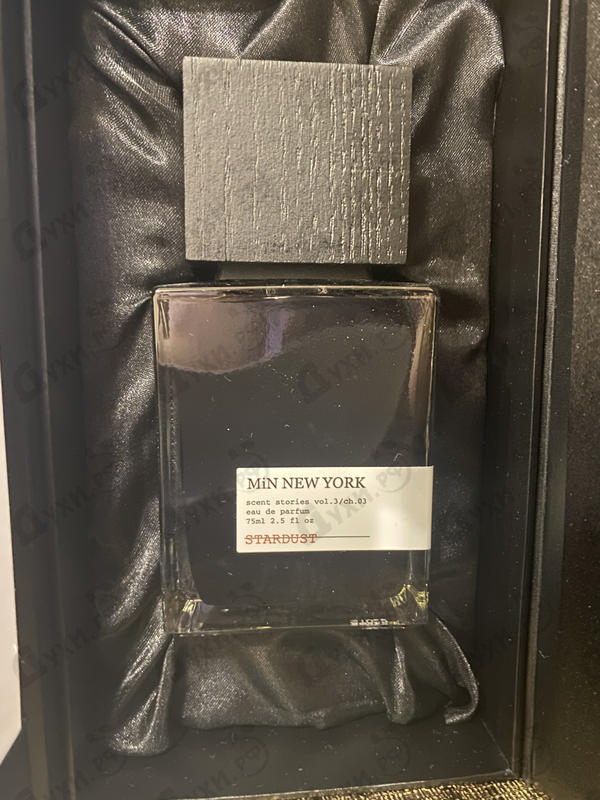 MiN NEW YORK
scent stories vol.3/ch.03
eau de parfum
75ml 2.5 fl oz
STARDUST